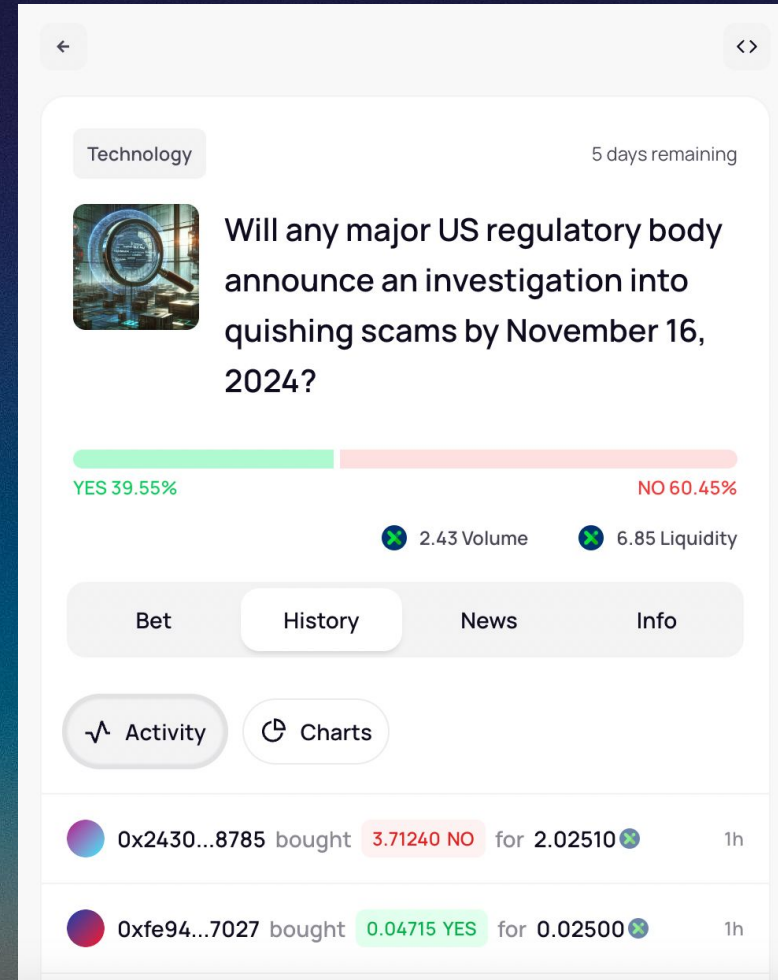 Technology
5 days remaining
Will any major US regulatory body
announce an investigation into
quishing scams by November 16,
2024?
YES 39.55%
NO 60.45%
2.43 Volume
6.85 Liquidity
Bet
History
News
Info
Activity
Charts
0x2430...8785 bought 3.71240 NO for 2.02510 1h
0xfe94...7027 bought 0.04715 YES for 0.02500 1h